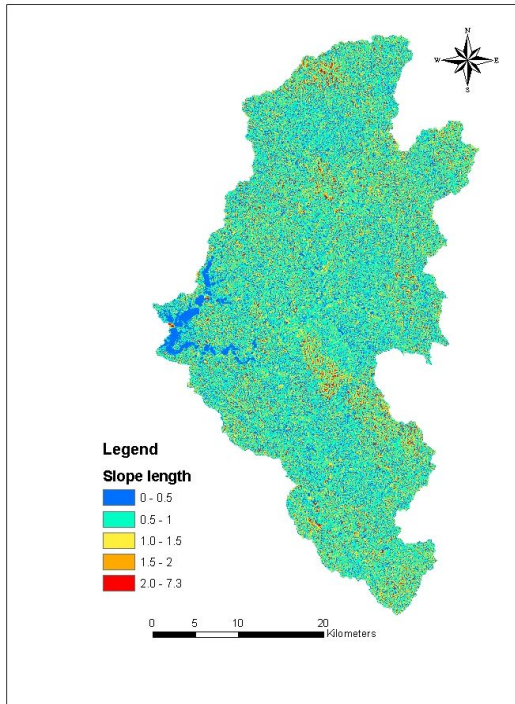 N
W E
S
Legend
Slope length
0 - 0.5
0.5 - 1
1.0 - 1.5
1.5 - 2
2.0 - 7.3
0 5 10 20
Kilometers